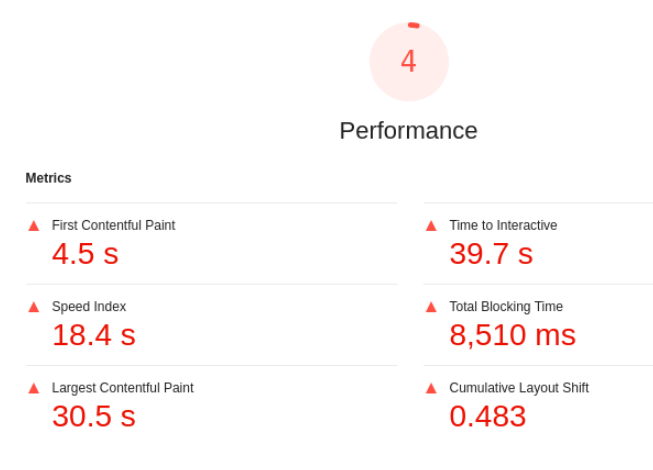 4
Performance
Metrics
First Contentful Paint
4.5 s
Time to Interactive
39.7 s
Speed Index
18.4 s
Total Blocking Time
8,510 ms
Largest Contentful Paint
30.5 s
Cumulative Layout Shift
0.483